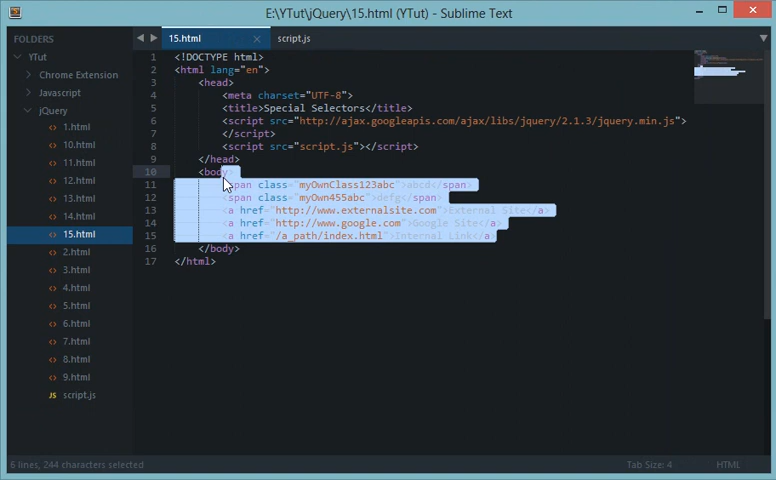 E:\YTut\jQuery\15.html (YTut) - Sublime Text
FOLDERS
YTut
Chrome Extension
Javascript
jQuery
1.html
10.html
11.html
12.html
13.html
14.html
15.html
2.html
3.html
4.html
5.html
6.html
7.html
8.html
9.html
JS script.js
15.html
script.js
1 <!DOCTYPE html>
2 <html lang="en">
3 <head>
4 <meta charset="UTF-8">
5 <title>Special Selectors</title>
6 <script src="http://ajax.googleapis.com/ajax/libs/jquery/2.1.3/jquery.min.js">
7 </script>
8 <script src="script.js"></script>
9 </head>
10 <body>
11 <span class="myOwnClass123abc">abcd</span>
12 <span class="myOwn455abc">defg</span>
13 <a href="http://www.externalsite.com">External Site</a>
14 <a href="http://www.google.com">Google Site</a>
15 <a href="/a_path/index.html">Internal Link</a>
16 </body>
17 </html>
6 lines, 244 characters selected
Tab Size: 4
HTML